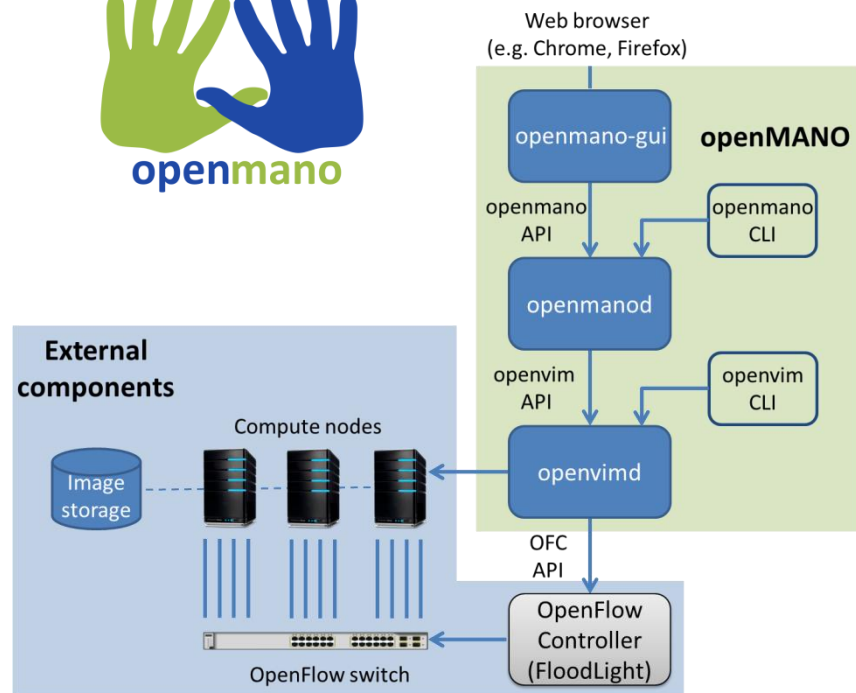 Web browser
(e.g. Chrome, Firefox)
openmano
openmano-gui
openMANO
openmano
API
openmano
CLI
openmanod
External
components
openvim
API
openvim
CLI
Compute nodes
Image
storage
openvimd
OFC
API
OpenFlow
Controller
(FloodLight)
OpenFlow switch